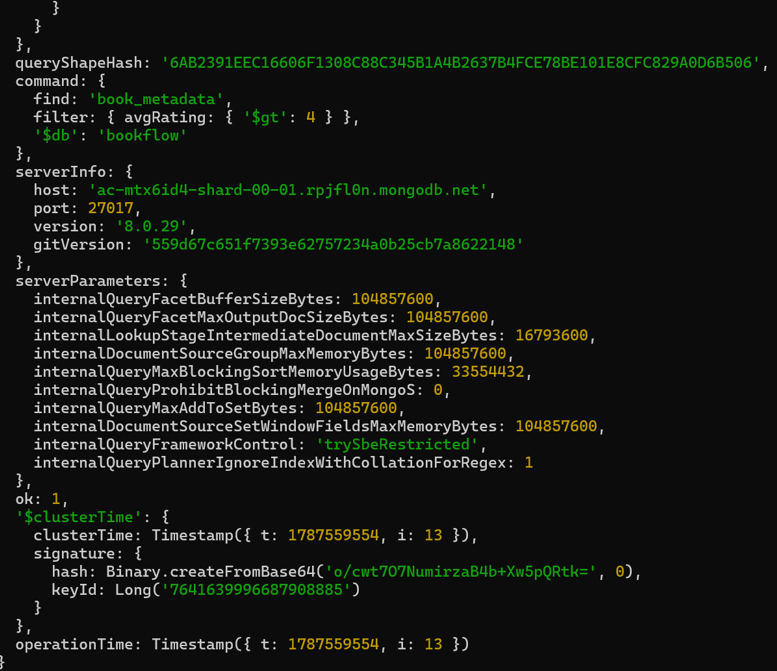 }
}
},
queryShapeHash: '6AB2391EEC16606F1308C88C345B1A4B2637B4FCE78BE101E8CFC829A0D6B506',
command: {
find: 'book_metadata',
filter: { avgRating: { '$gt': 4 } },
'$db': 'bookflow'
},
serverInfo: {
host: 'ac-mtx6id4-shard-00-01.rpjfl0n.mongodb.net',
port: 27017,
version: '8.0.29',
gitVersion: '559d67c651f7393e62757234a0b25cb7a8622148'
},
serverParameters: {
internalQueryFacetBufferSizeBytes: 104857600,
internalQueryFacetMaxOutputDocSizeBytes: 104857600,
internalLookupStageIntermediateDocumentMaxSizeBytes: 16793600,
internalDocumentSourceGroupMaxMemoryBytes: 104857600,
internalQueryMaxBlockingSortMemoryUsageBytes: 33554432,
internalQueryProhibitBlockingMergeOnMongoS: 0,
internalQueryMaxAddToSetBytes: 104857600,
internalDocumentSourceSetWindowFieldsMaxMemoryBytes: 104857600,
internalQueryFrameworkControl: 'trySbeRestricted',
internalQueryPlannerIgnoreIndexWithCollationForRegex: 1
},
ok: 1,
'$clusterTime': {
clusterTime: Timestamp({ t: 1787559554, i: 13 }),
signature: {
hash: Binary.createFromBase64('o/cwt7O7NumirzaB4b+Xw5pQRtk=', 0),
keyId: Long('7641639996687908885')
}
},
operationTime: Timestamp({ t: 1787559554, i: 13 })
}